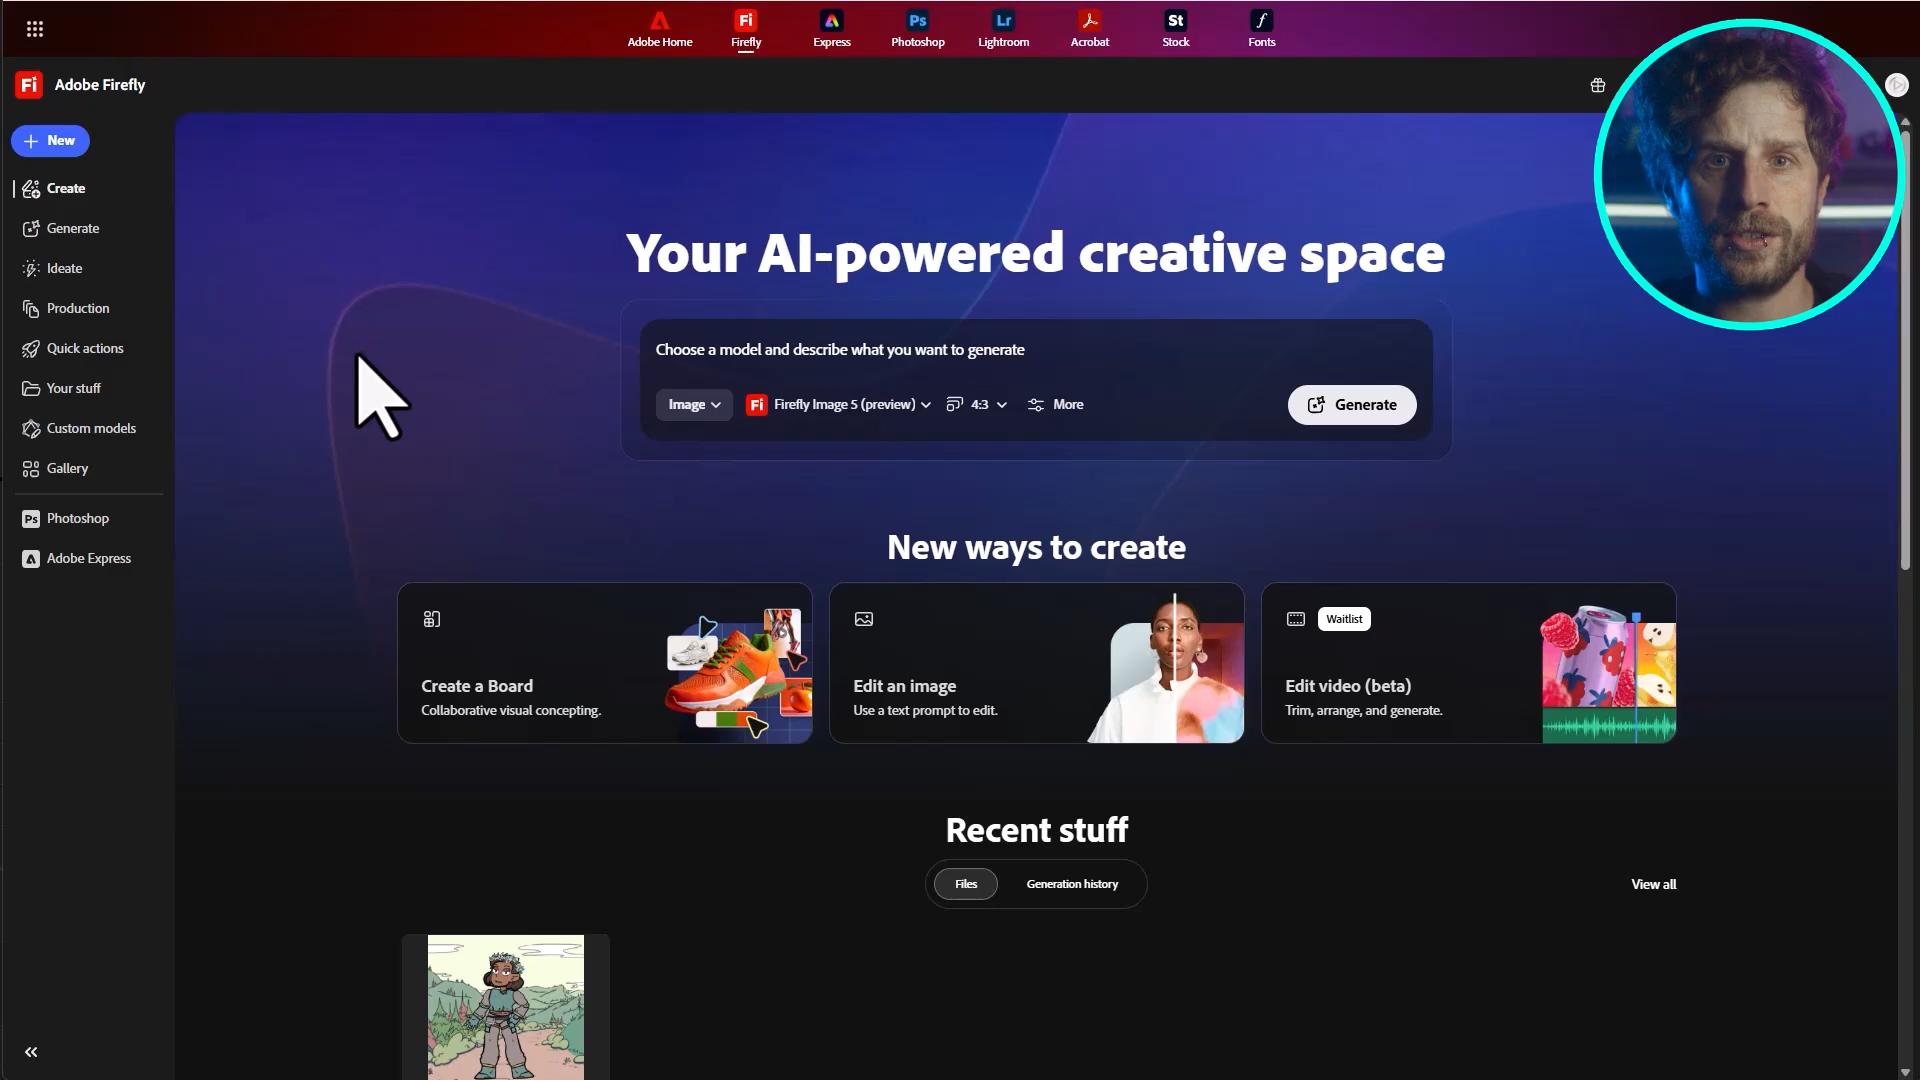 Adobe Home
Fi
Firefly
Express
Ps
Photoshop
Lr
Lightroom
Acrobat
St
Stock
f
Fonts
Fi
Adobe Firefly
New
Create
Generate
Ideate
Production
Quick actions
Your stuff
Custom models
Gallery
Ps
Photoshop
Adobe Express
Your AI-powered creative space
Choose a model and describe what you want to generate
Image
Fi
Firefly Image 5 (preview)
4:3
More
Generate
New ways to create
Create a Board
Collaborative visual concepting.
Edit an image
Use a text prompt to edit.
Waitlist
Edit video (beta)
Trim, arrange, and generate.
Recent stuff
Files
Generation history
View all